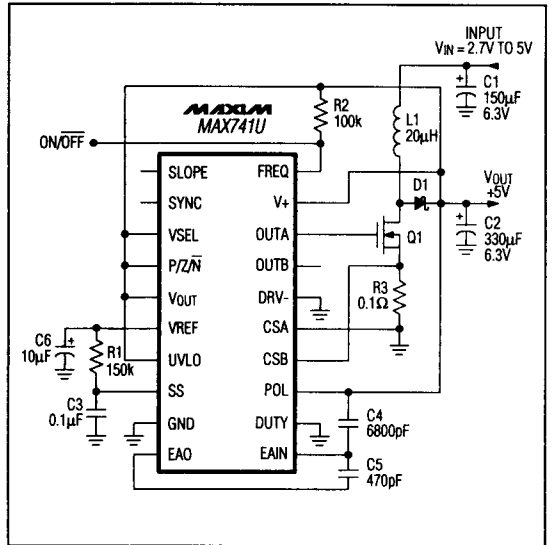 INPUT
VIN = 2.7V TO 5V
C1
150µF
6.3V
MAXIM
MAX741U
R2
100k
L1
20µH
ON/OFF
SLOPE
FREQ
SYNC
V+
D1
VOUT
+5V
VSEL
OUTA
Q1
C2
330µF
6.3V
P/Z/N
OUTB
VOUT
DRV-
R3
0.1Ω
C6
10µF
VREF
CSA
R1
150k
UVLO
CSB
SS
POL
C3
0.1µF
C4
6800pF
GND
DUTY
EAO
EAIN
C5
470pF